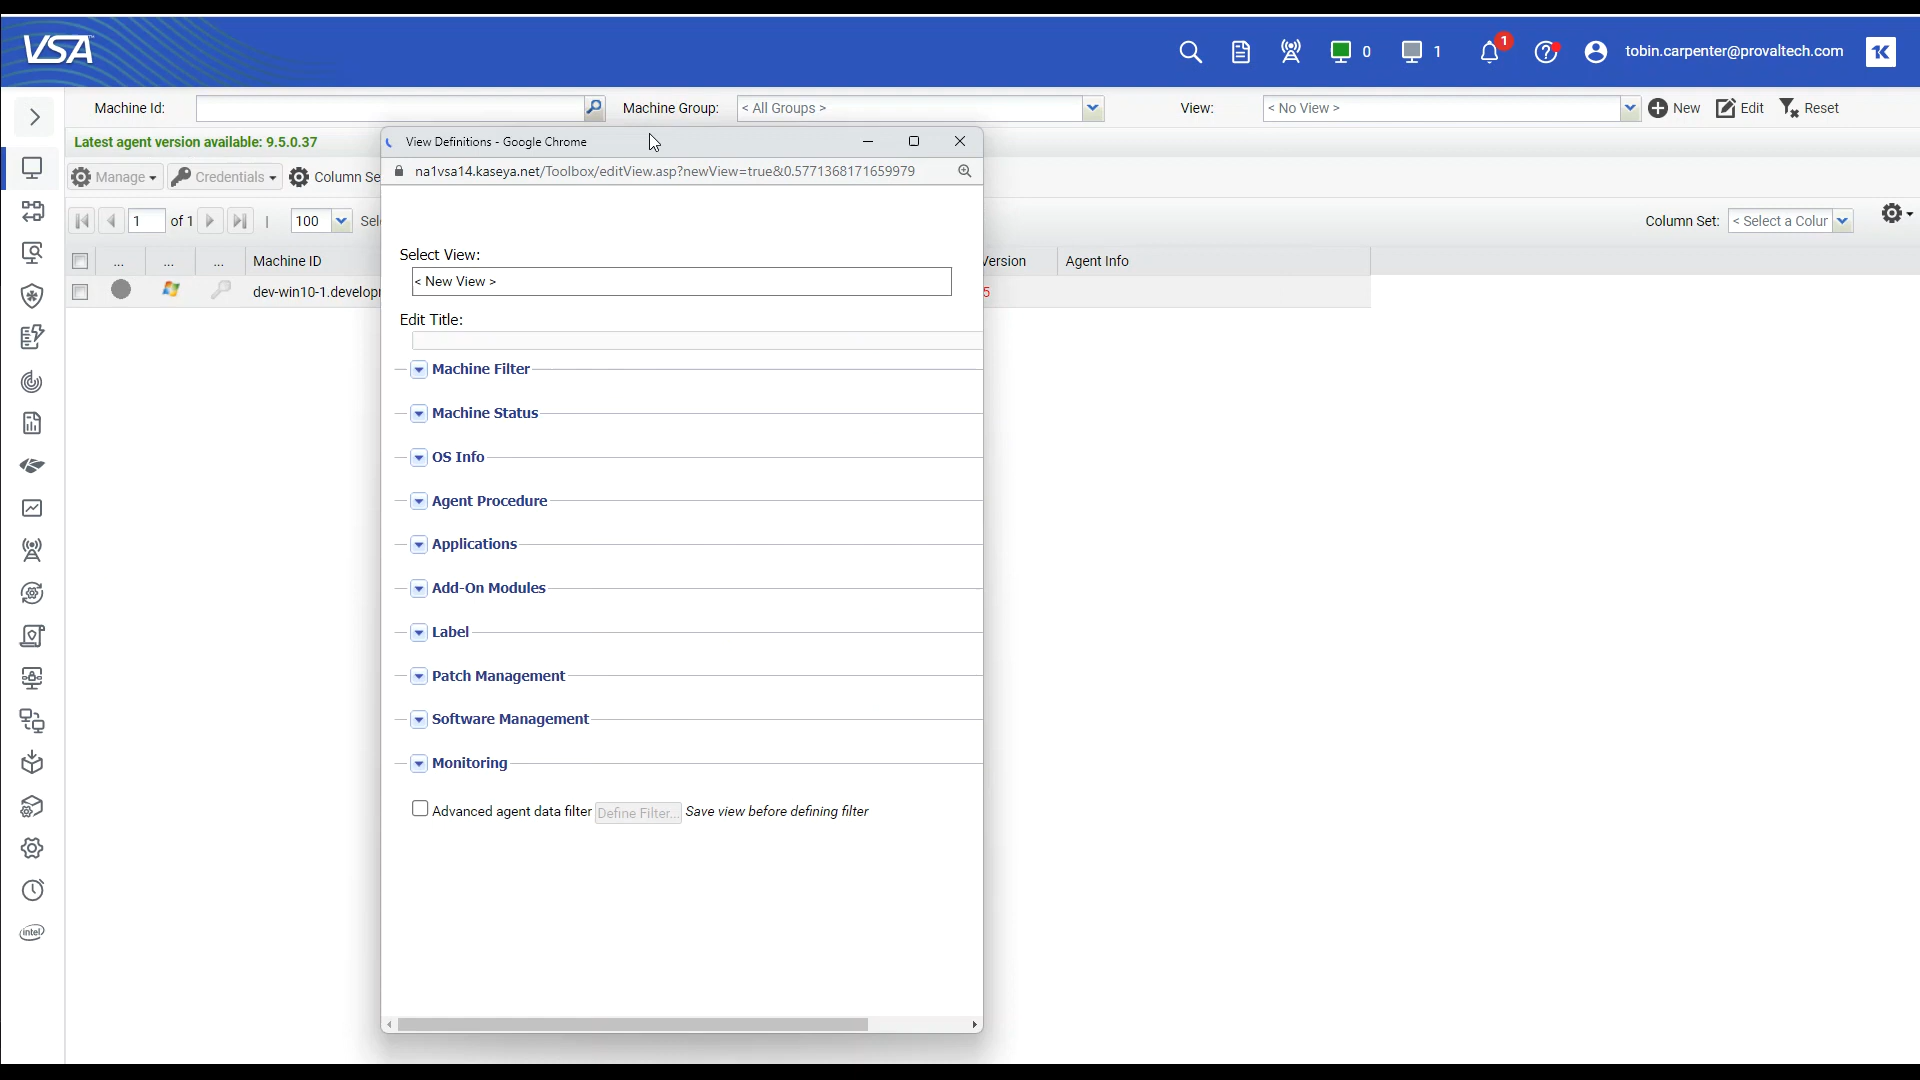 VSA
0
1
1
tobin.carpenter@provaltech.com
Machine Id:
Machine Group:
< All Groups >
View:
< No View >
New
Edit
Reset
Latest agent version available: 9.5.0.37
View Definitions - Google Chrome
Manage
Credentials
Column Se
na1vsa14.kaseya.net/Toolbox/editView.asp?newView=true&0.5771368171659979
1
of 1
|
100
Sel
Column Set:
< Select a Colur
...
...
...
Machine ID
Version
Agent Info
dev-win10-1.develop
5
Select View:
< New View >
Edit Title:
Machine Filter
Machine Status
OS Info
Agent Procedure
Applications
Add-On Modules
Label
Patch Management
Software Management
Monitoring
Advanced agent data filter
Define Filter...
Save view before defining filter
intel